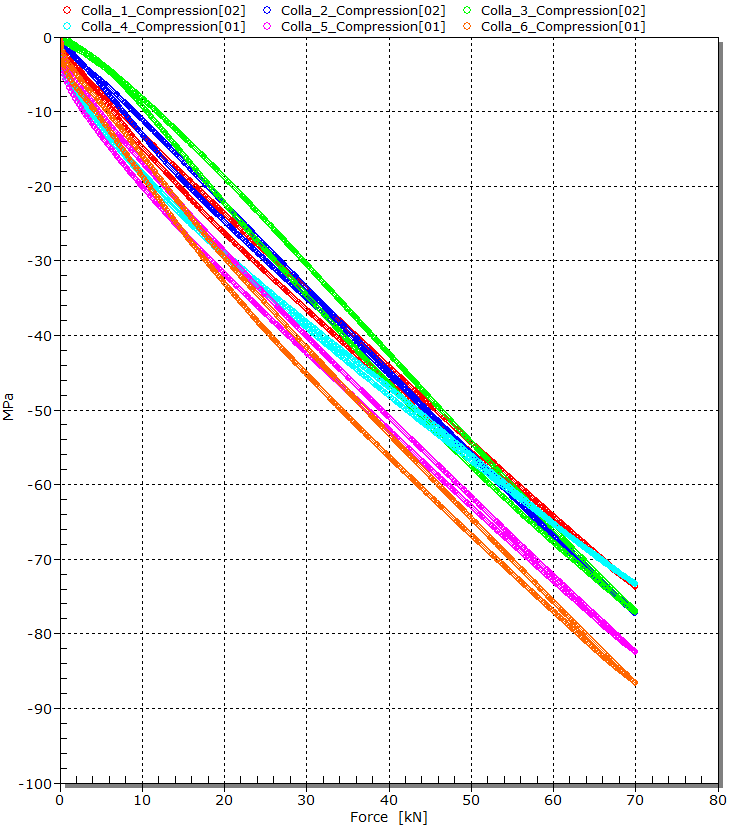 Colla_1_Compression[02] Colla_2_Compression[02] Colla_3_Compression[02]
Colla_4_Compression[01] Colla_5_Compression[01] Colla_6_Compression[01]
0
-10
-20
-30
-40
-50
-60
-70
-80
-90
-100
MPa
0 10 20 30 40 50 60 70 80
Force [kN]